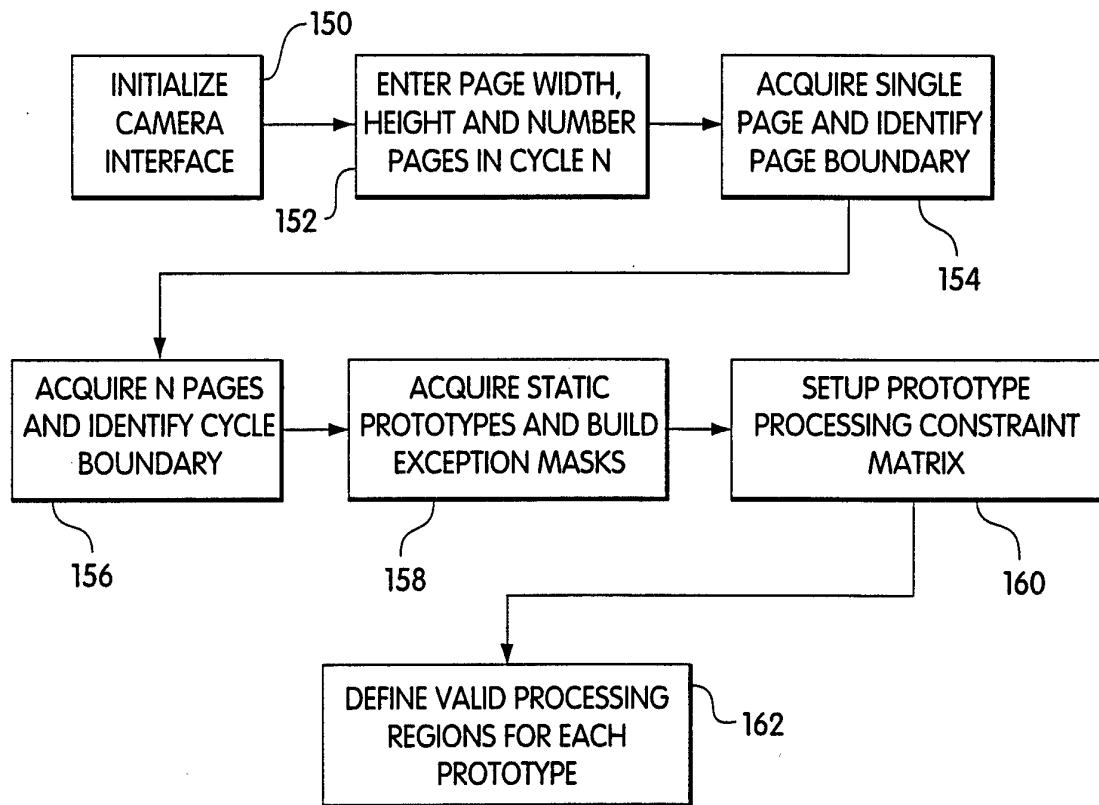 150
INITIALIZE
CAMERA
INTERFACE
ENTER PAGE WIDTH,
HEIGHT AND NUMBER
PAGES IN CYCLE N
152
ACQUIRE SINGLE
PAGE AND IDENTIFY
PAGE BOUNDARY
154
ACQUIRE N PAGES
AND IDENTIFY CYCLE
BOUNDARY
156
ACQUIRE STATIC
PROTOTYPES AND BUILD
EXCEPTION MASKS
158
SETUP PROTOTYPE
PROCESSING CONSTRAINT
MATRIX
160
DEFINE VALID PROCESSING
REGIONS FOR EACH
PROTOTYPE
162